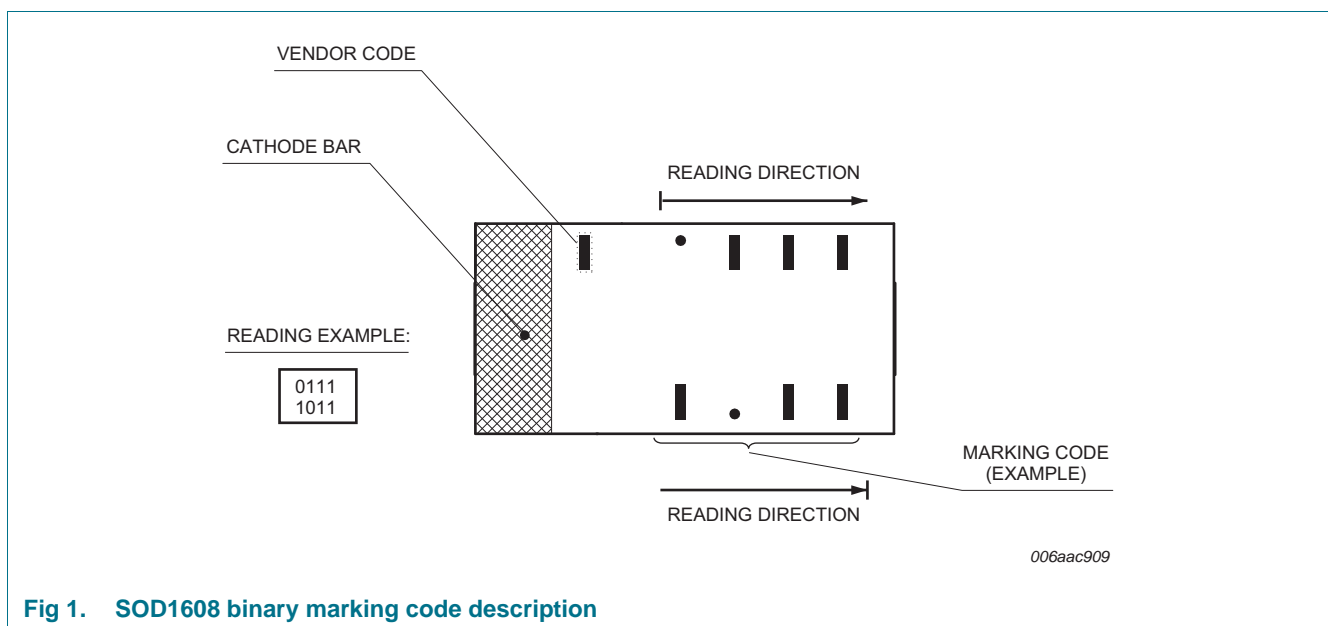 VENDOR CODE
CATHODE BAR
READING DIRECTION
READING EXAMPLE:
0111
1011
MARKING CODE
(EXAMPLE)
READING DIRECTION
006aac909
Fig 1. SOD1608 binary marking code description